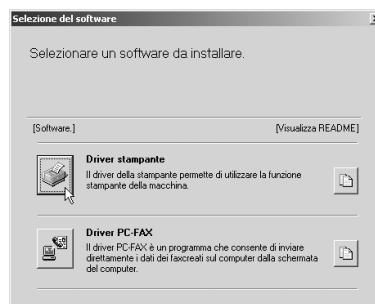 Selezione del software
Selezionare un software da installare.
[Software.] [Visualizza README]
Driver stampante
Il driver della stampante permette di utilizzare la funzione
stampante della macchina.
Driver PC-FAX
Il driver PC-FAX è un programma che consente di inviare
direttamente i dati dei faxcreati sul computer dalla schermata
del computer.